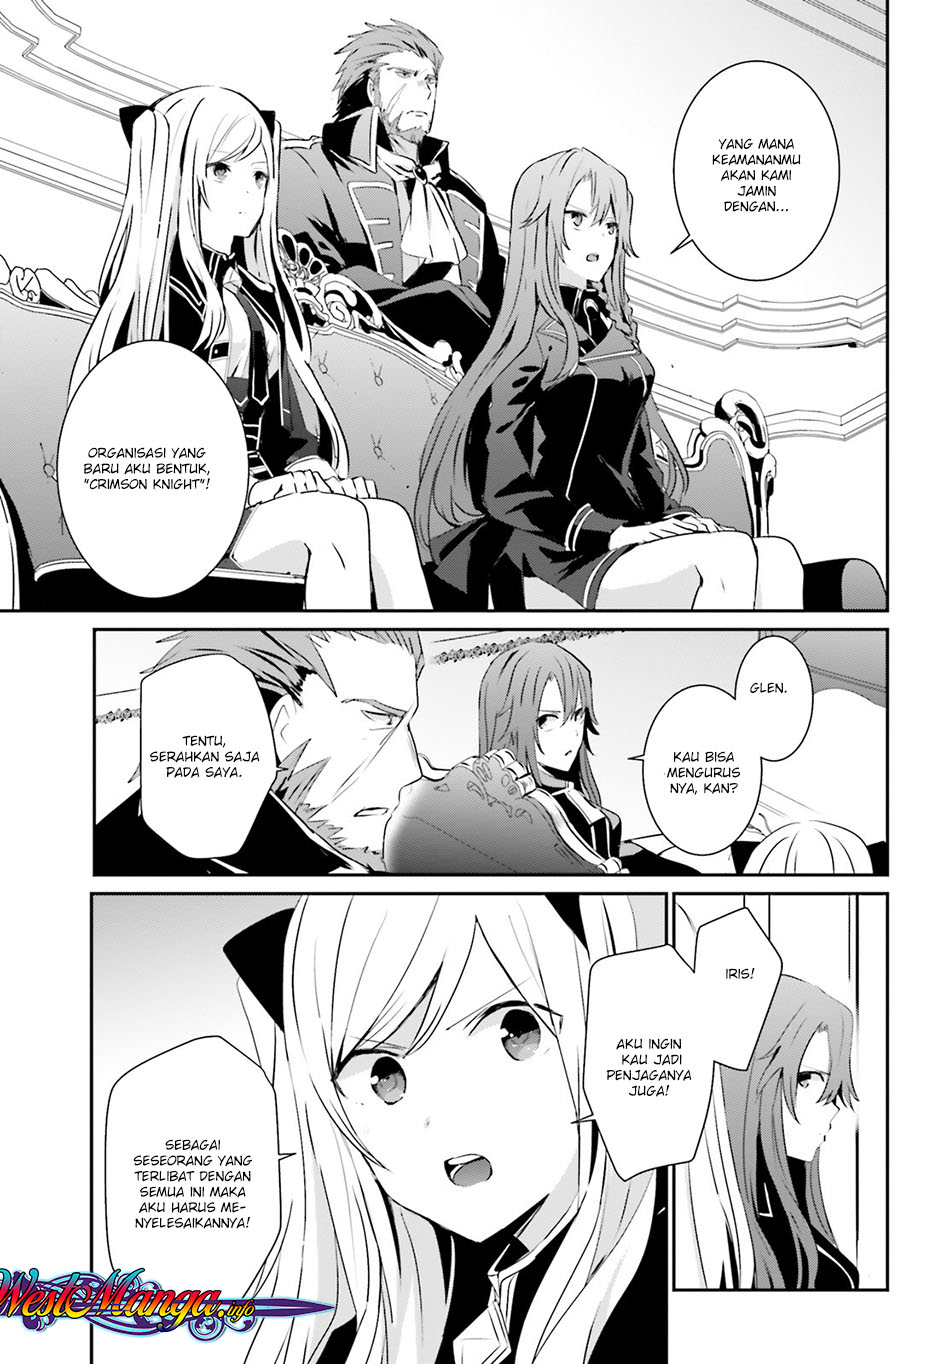 YANG MANA
KEAMANANMU
AKAN KAMI
JAMIN
DENGAN...
ORGANISASI YANG
BARU AKU BENTUK,
"CRIMSON KNIGHT"!
GLEN.
KAU BISA
MENGURUS
NYA, KAN?
TENTU,
SERAHKAN SAJA
PADA SAYA.
IRIS!
AKU INGIN
KAU JADI
PENJAGANYA
JUGA!
SEBAGAI
SESEORANG YANG
TERLIBAT DENGAN
SEMUA INI MAKA
AKU HARUS ME-
NYELESAIKANNYA!
WestManga.info